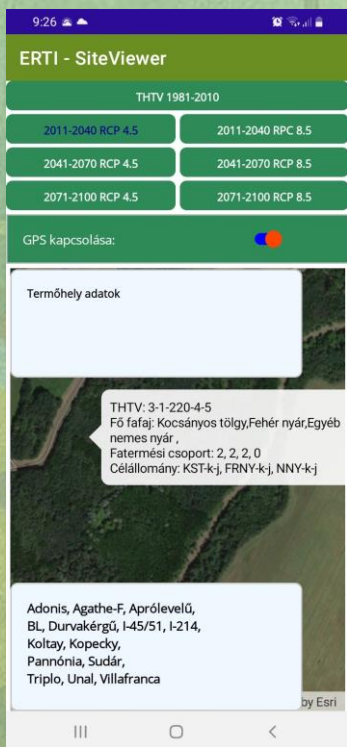 9:26
ERTI - SiteViewer
THTV 1981-2010
2011-2040 RCP 4.5
2011-2040 RPC 8.5
2041-2070 RCP 4.5
2041-2070 RCP 8.5
2071-2100 RCP 4.5
2071-2100 RCP 8.5
GPS kapcsolása:
Termőhely adatok
THTV: 3-1-220-4-5
Fő fafaj: Kocsányos tölgy,Fehér nyár,Egyéb
nemes nyár ,
Fatermési csoport: 2, 2, 2, 0
Célállomány: KST-k-j, FRNY-k-j, NNY-k-j
Adonis, Agathe-F, Aprólevelű,
BL, Durvakérgű, I-45/51, I-214,
Koltay, Kopecky,
Pannónia, Sudár,
Triplo, Unal, Villafranca
by Esri